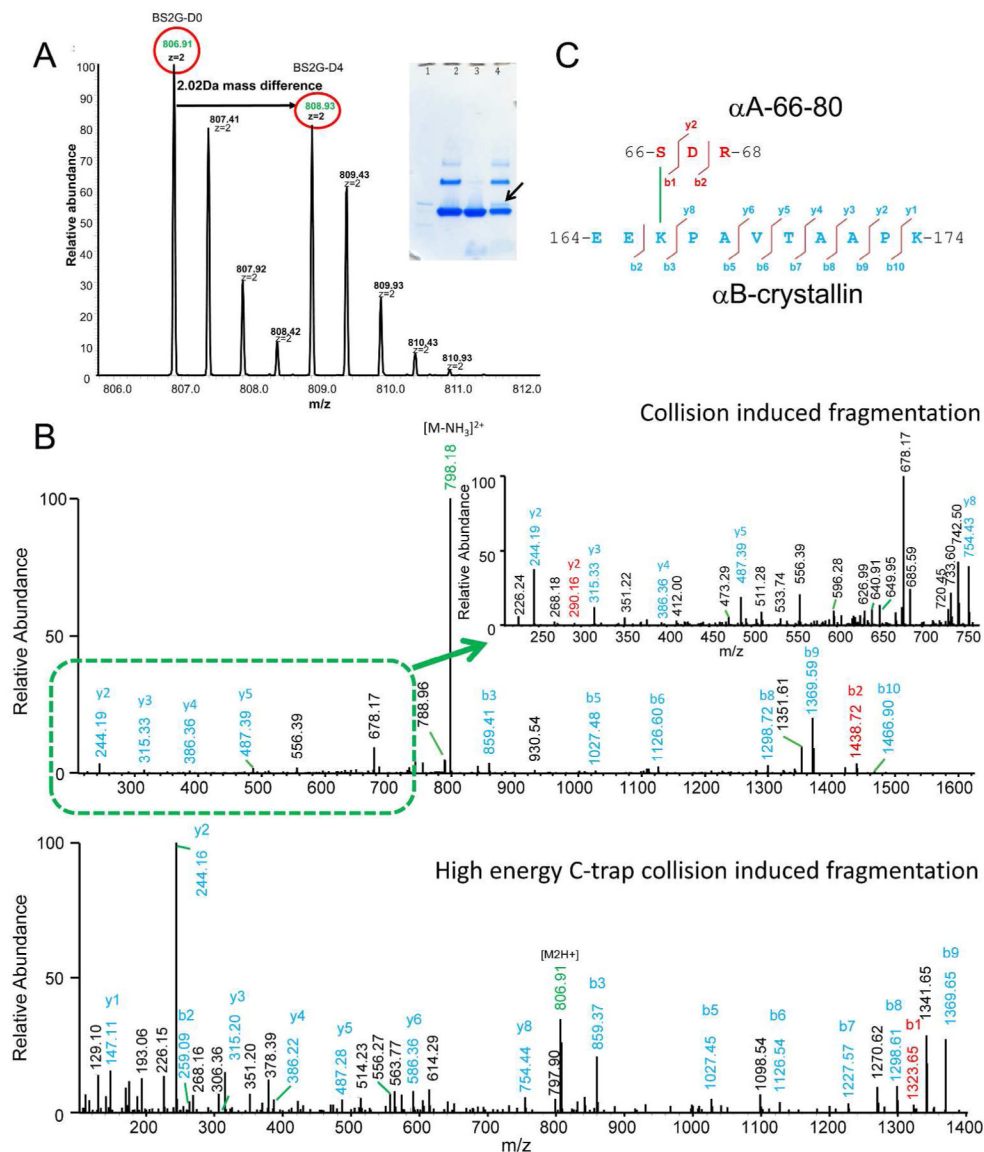 A
BS2G-D0
806.91
z=2
BS2G-D4
2.02Da mass difference
808.93
z=2
807.41
z=2
809.43
z=2
807.92
z=2
808.42
z=2
809.93
z=2
810.43
z=2
810.93
z=2
Relative abundance
100
90
80
70
60
50
40
30
20
10
0
806.0 807.0 808.0 809.0 810.0 811.0 812.0
m/z
1 2 3 4
C
αA-66-80
y2
66-S D R-68
b1 b2
y8 y6 y5 y4 y3 y2 y1
164-E E K P A V T A A P K-174
b2 b3 b5 b6 b7 b8 b9 b10
αB-crystallin
B
Collision induced fragmentation
[M-NH3]2+
798.18
Relative Abundance
100
50
0
y2
244.19
y3
315.33
y4
386.36
y5
487.39
556.39
678.17
788.96
b3
859.41
930.54
b5
1027.48
b6
1126.60
b8
1298.72
1351.61
b9
1369.59
b2
1438.72
b10
1466.90
300 400 500 600 700 800 900 1000 1100 1200 1300 1400 1500 1600
Relative Abundance
100
50
0
226.24
y2
244.19
268.18
y2
290.16
y3
315.33
351.22
y4
386.36
412.00
473.29
y5
487.39
511.28
533.74
556.39
596.28
626.99
640.91
649.95
678.17
685.59
720.45
733.60
742.50
y8
754.43
250 300 350 400 450 500 550 600 650 700 750
m/z
High energy C-trap collision induced fragmentation
Relative Abundance
100
50
0
129.10
y1
147.11
193.06
226.15
y2
244.16
b2
259.09
268.16
306.36
y3
315.20
351.20
378.39
y4
386.22
y5
487.28
514.23
556.27
563.77
y6
586.36
614.29
y8
754.44
797.90
[M2H+]
806.91
b3
859.37
b5
1027.45
1098.54
b6
1126.54
b7
1227.57
1270.62
b8
1298.61
b1
1323.65
1341.65
b9
1369.65
200 300 400 500 600 700 800 900 1000 1100 1200 1300 1400
m/z